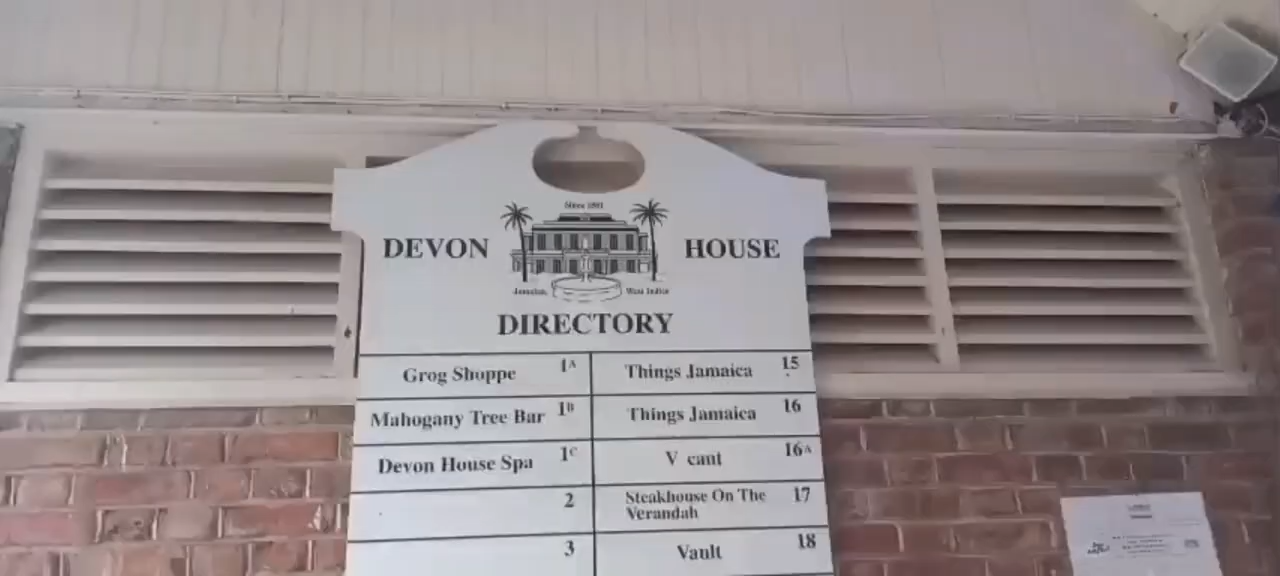 Since 1881
DEVON HOUSE
Jamaica, West Indies
DIRECTORY
Grog Shoppe 1A
Mahogany Tree Bar 1B
Devon House Spa 1C
2
3
Things Jamaica 15
Things Jamaica 16
V cant 16A
Steakhouse On The
Verandah 17
Vault 18